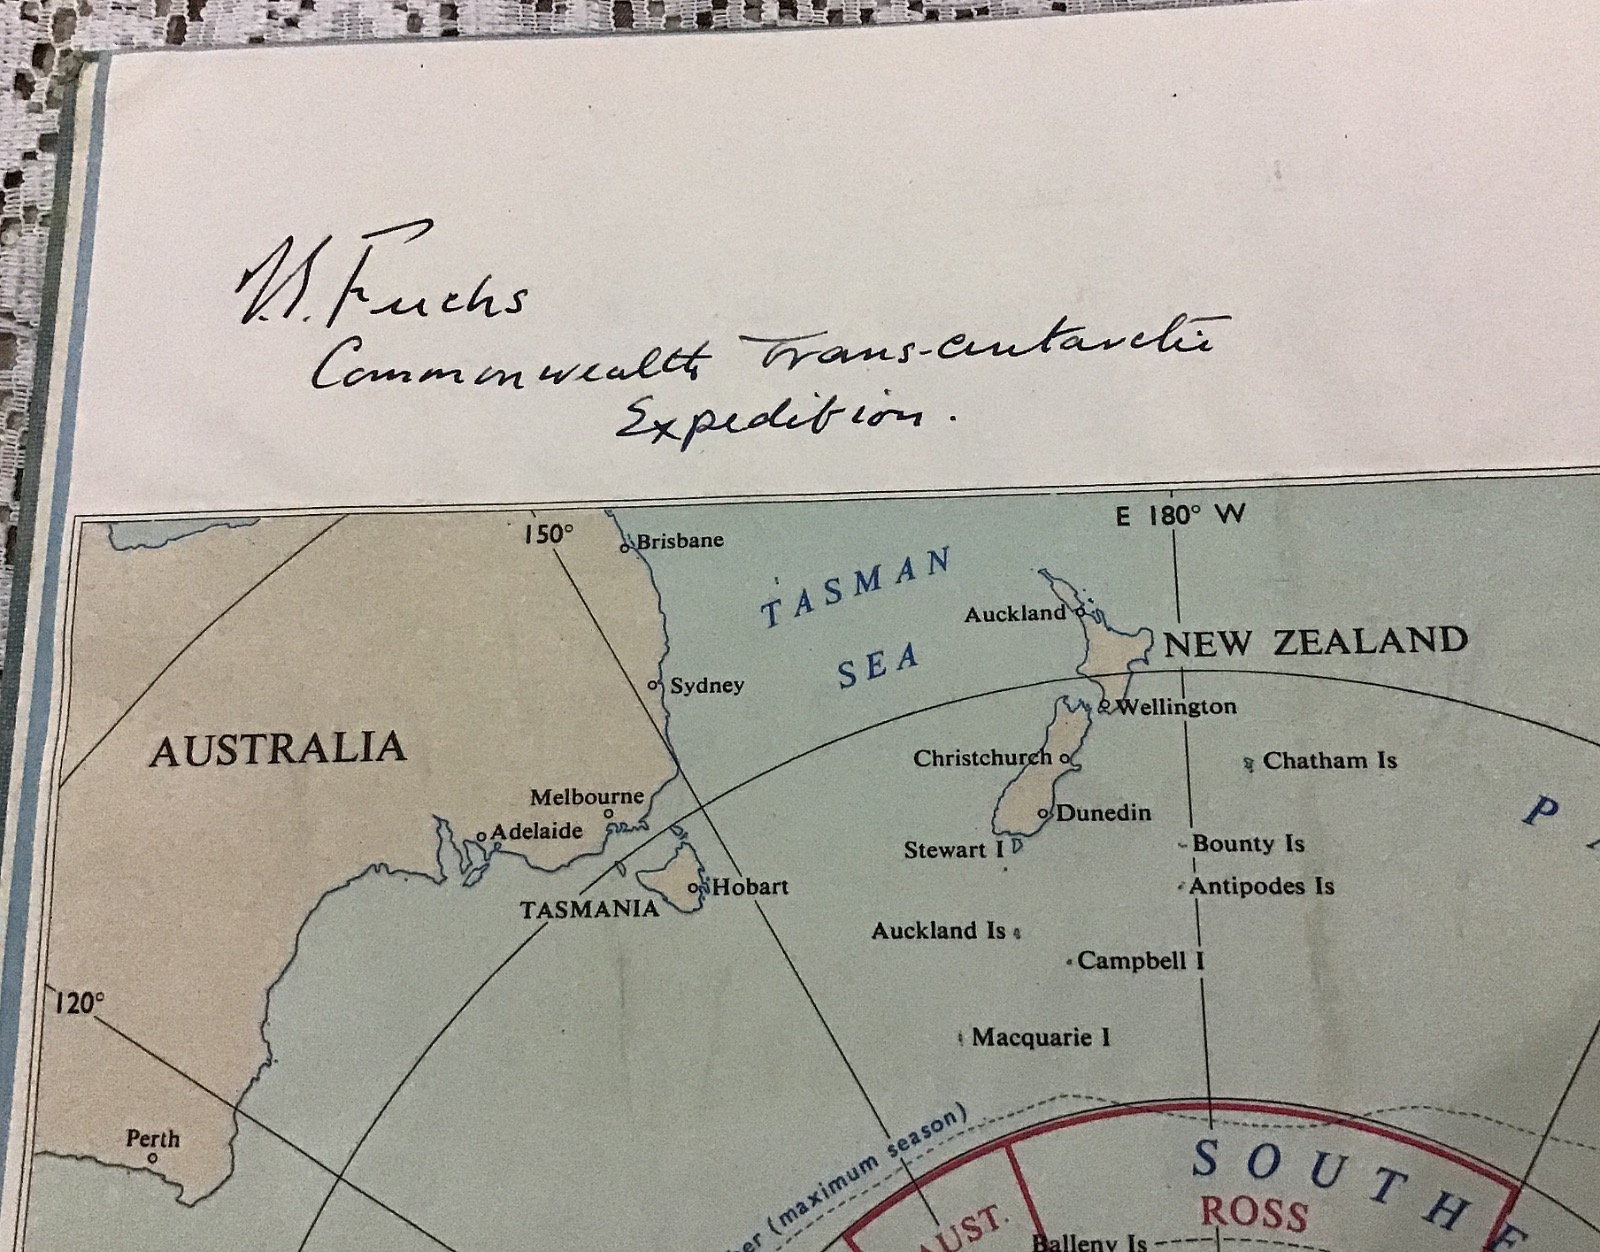 V.E. Fuchs
Commonwealth Trans-antarctic
Expedition.
150°
E 180° W
Brisbane
TASMAN
SEA
Auckland
NEW ZEALAND
Sydney
Wellington
AUSTRALIA
Christchurch
Chatham Is
Melbourne
Adelaide
Dunedin
Stewart I
Bounty Is
Hobart
Antipodes Is
TASMANIA
Auckland Is
Campbell I
120°
Macquarie I
Perth
(maximum season)
SOUTH
ROSS
AUST.
Balleny Is